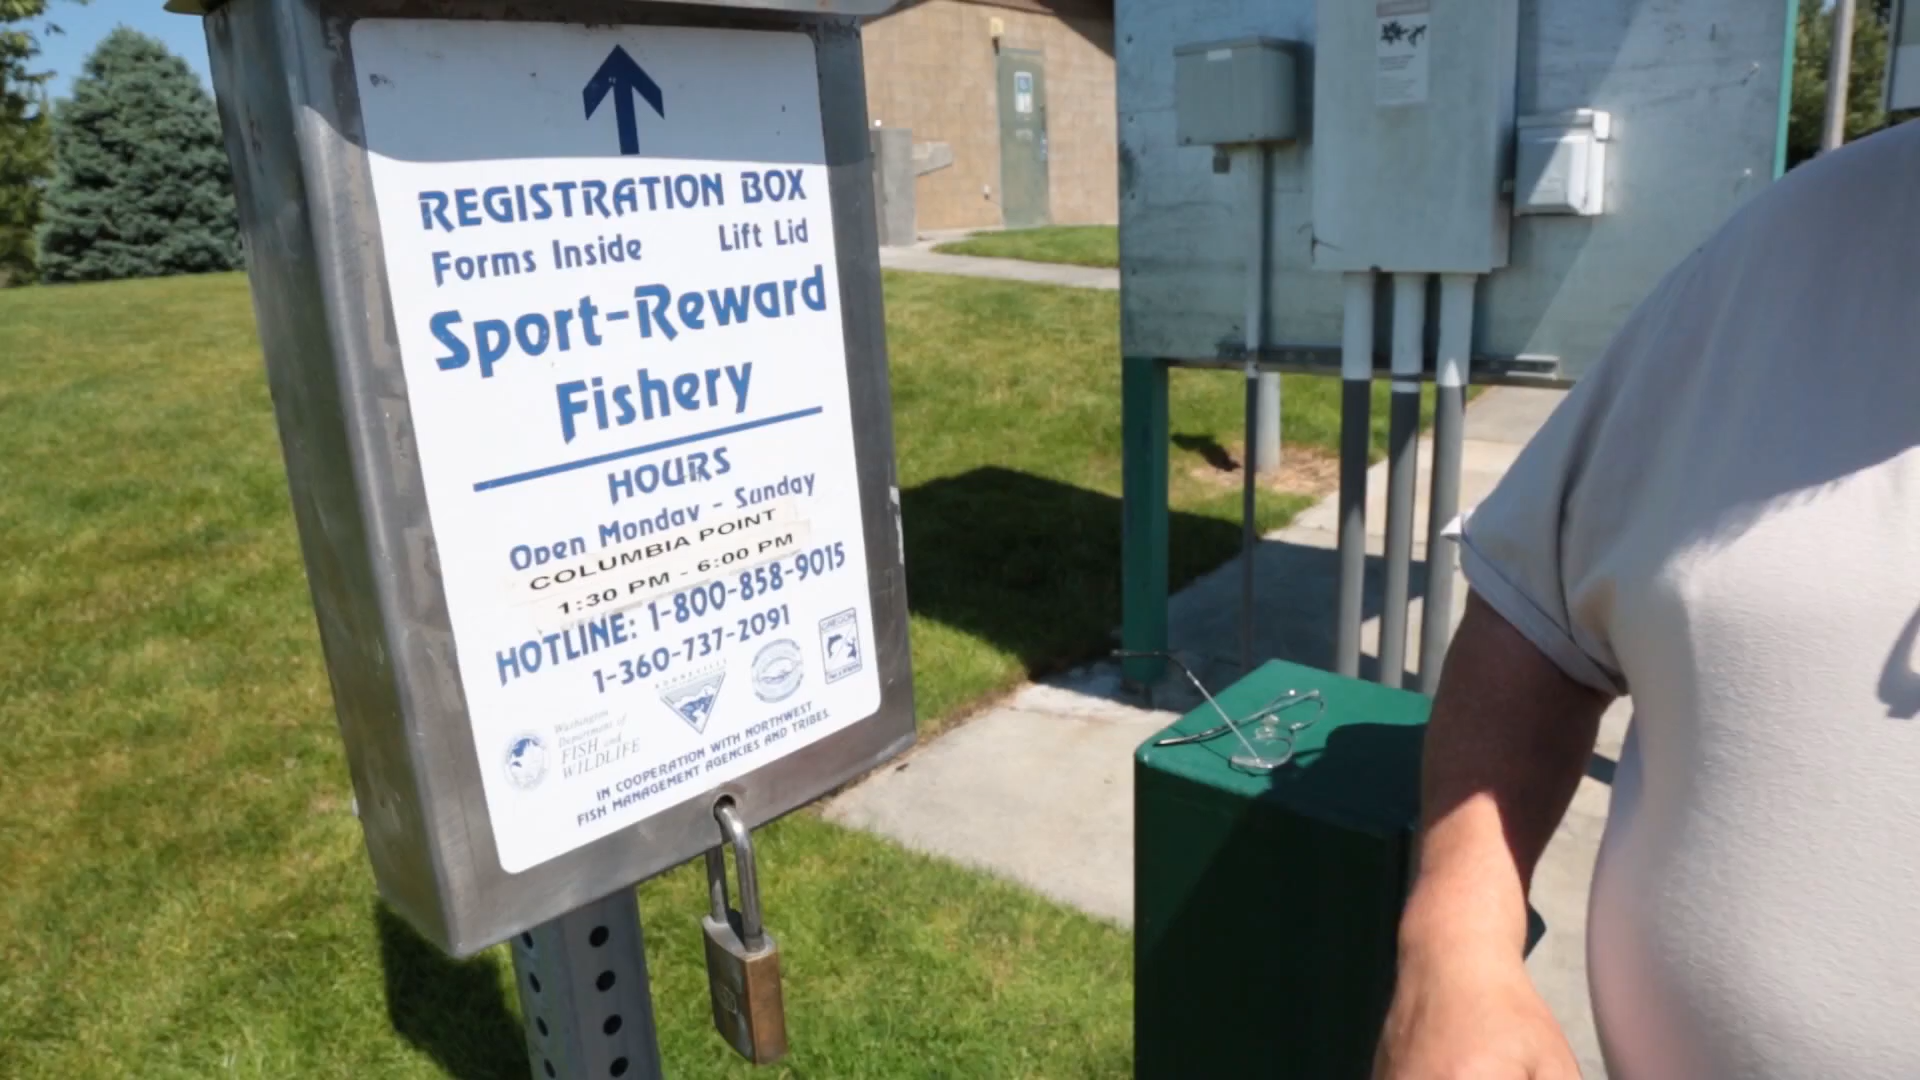 REGISTRATION BOX
Forms Inside Lift Lid
Sport-Reward
Fishery
HOURS
Open Monday - Sunday
COLUMBIA POINT
1:30 PM - 6:00 PM
HOTLINE: 1-800-858-9015
1-360-737-2091
BONNEVILLE
OREGON
Washington
Department of
FISH and
WILDLIFE
IN COOPERATION WITH NORTHWEST
FISH MANAGEMENT AGENCIES AND TRIBES